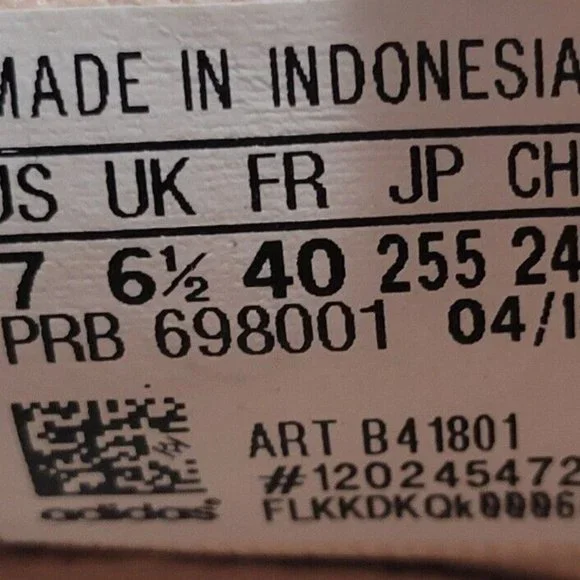 MADE IN INDONESIA
US UK FR JP CH
7 6½ 40 255 24
PRB 698001 04/1
ART B41801
#120245472
adidas FLKKDKQk0006